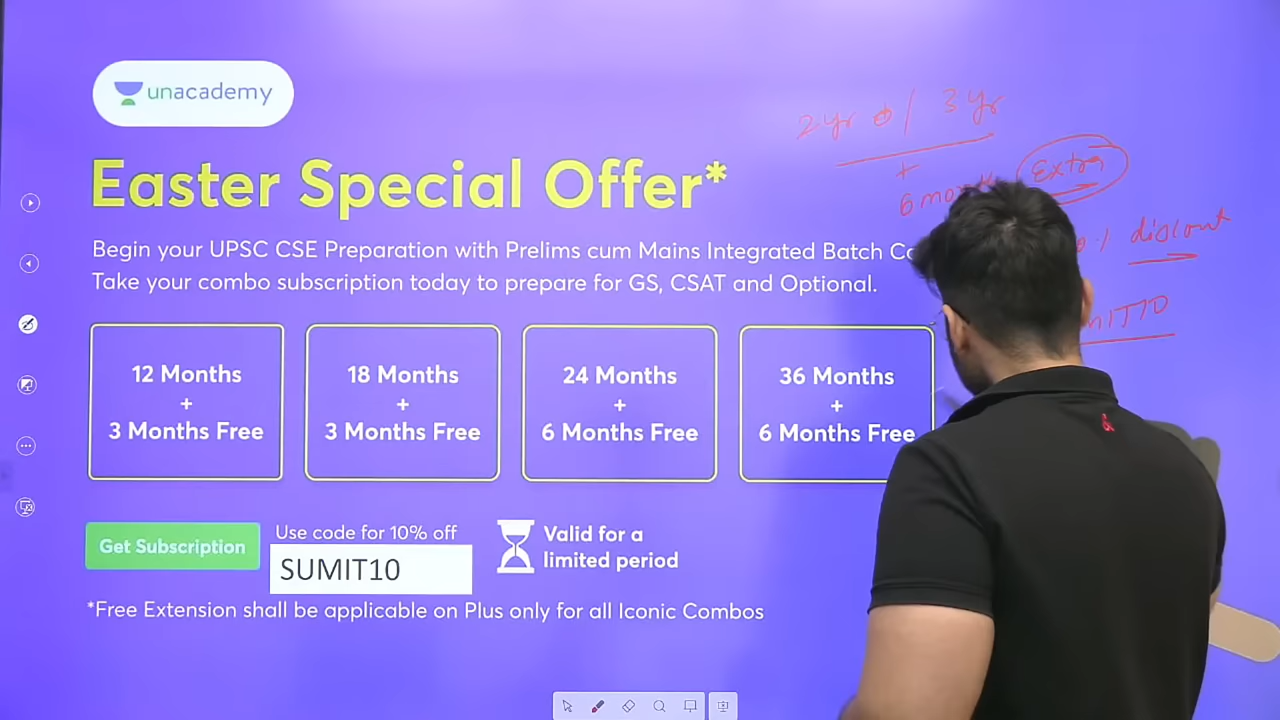 unacademy
Easter Special Offer*
Begin your UPSC CSE Preparation with Prelims cum Mains Integrated Batch
Take your combo subscription today to prepare for GS, CSAT and Optional.
12 Months
+
3 Months Free
18 Months
+
3 Months Free
24 Months
+
6 Months Free
36 Months
+
6 Months Free
Get Subscription
Use code for 10% off
SUMIT10
Valid for a
limited period
*Free Extension shall be applicable on Plus only for all Iconic Combos
2 yr / 3 yr
+
6 Extra
discount